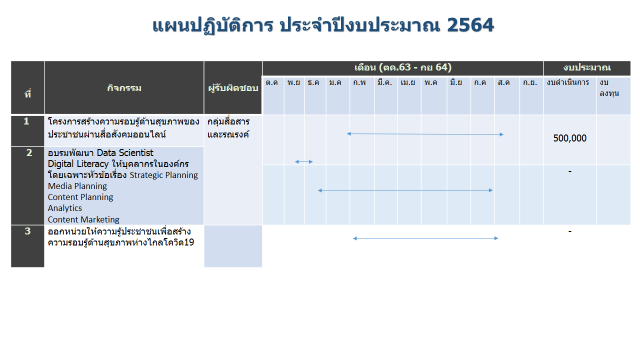 แผนปฏิบัติการ ประจำปีงบประมาณ 2564
ที่
กิจกรรม
ผู้รับผิดชอบ
เดือน (ตค.63 - กย 64)
งบประมาณ
ต.ค
พ.ย
ธ.ค
ม.ค
ก.พ
มี.ค.
เม.ย
พ.ค
มิ.ย
ก.ค
ส.ค
ก.ย.
งบดำเนินการ
งบ
ลงทุน
1
โครงการสร้างความรอบรู้ด้านสุขภาพของ
ประชาชนผ่านสื่อสังคมออนไลน์
กลุ่มสื่อสาร
และรณรงค์
500,000
2
อบรมพัฒนา Data Scientist
Digital Literacy ให้บุคลากรในองค์กร
โดยเฉพาะหัวข้อเรื่อง Strategic Planning
Media Planning
Content Planning
Analytics
Content Marketing
-
3
ออกหน่วยให้ความรู้ประชาชนเพื่อสร้าง
ความรอบรู้ด้านสุขภาพห่างไกลโควิด19
-